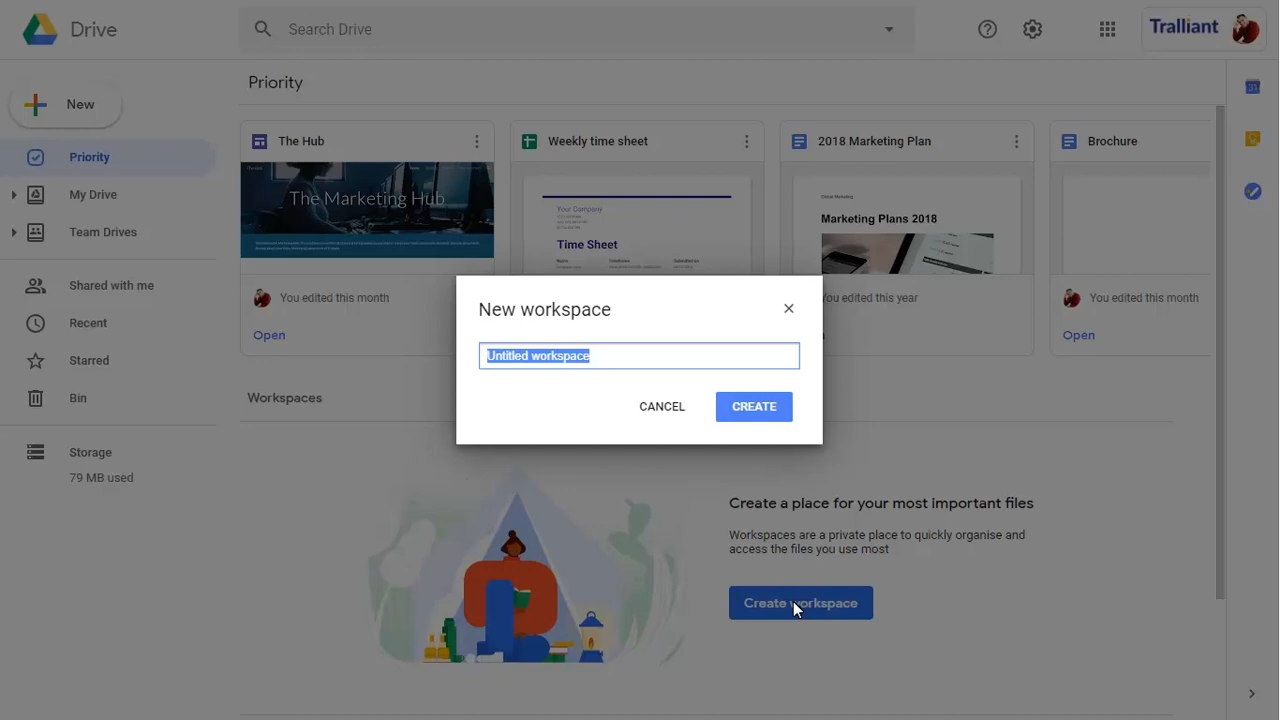 Drive
Search Drive
Tralliant
New
Priority
My Drive
Team Drives
Shared with me
Recent
Starred
Bin
Storage
79 MB used
Priority
The Hub
The Marketing Hub
You edited this month
Open
Weekly time sheet
Your Company
Time Sheet
2018 Marketing Plan
Marketing Plans 2018
You edited this year
Brochure
You edited this month
Open
New workspace
Untitled workspace
CANCEL
CREATE
Workspaces
Create a place for your most important files
Workspaces are a private place to quickly organise and
access the files you use most
Create workspace
31